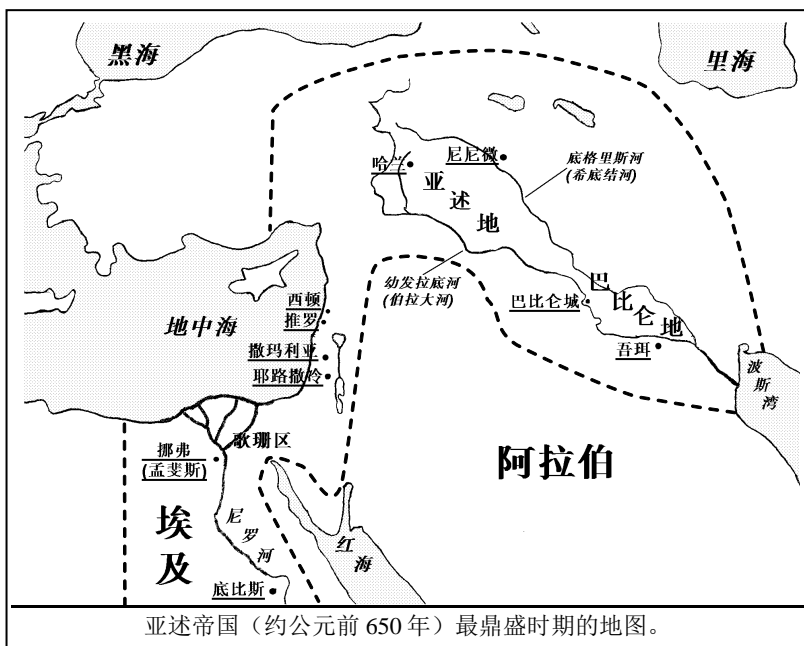 黑海
里海
哈兰
尼尼微
底格里斯河
(希底结河)
亚述地
幼发拉底河
(伯拉大河)
巴比仑地
巴比仑城
西顿
推罗
地中海
撒玛利亚
耶路撒冷
吾珥
波斯湾
歌珊区
挪弗
(孟斐斯)
阿拉伯
埃及
尼罗河
红海
底比斯
亚述帝国（约公元前 650 年）最鼎盛时期的地图。